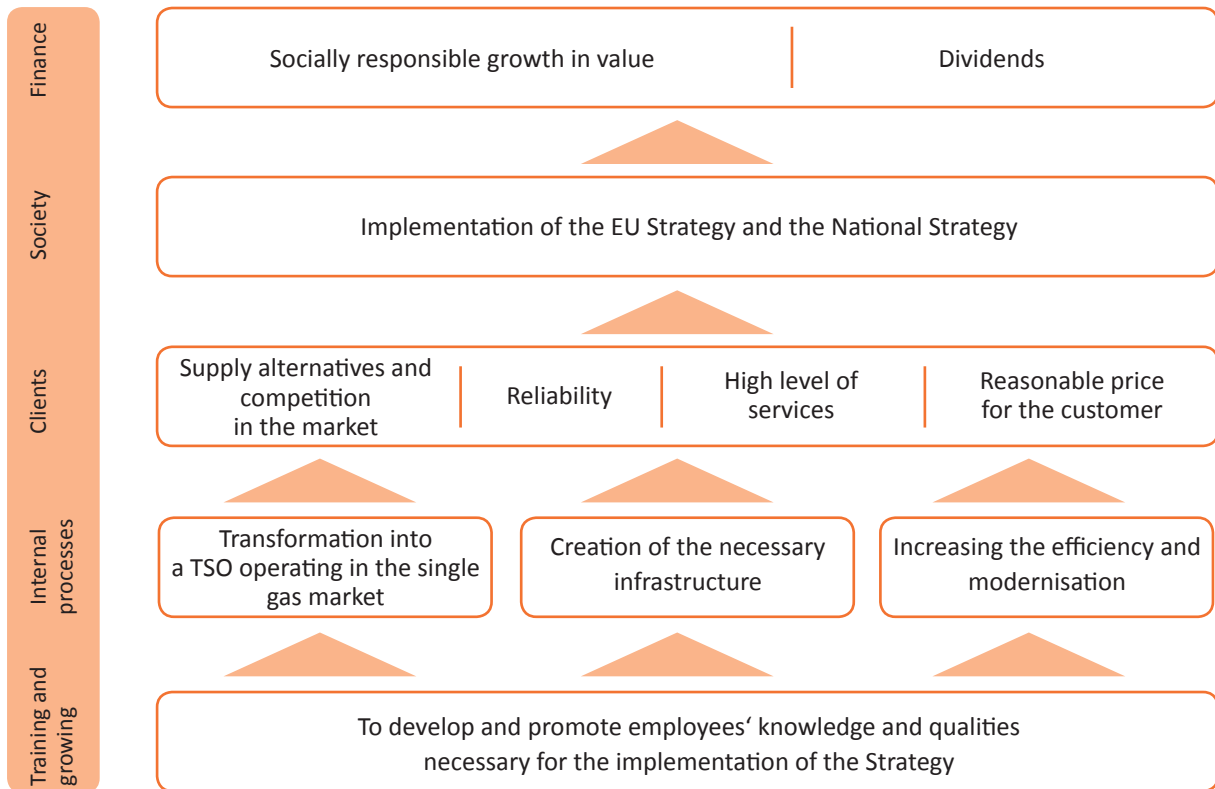 Finance
Socially responsible growth in value
Dividends
Society
Implementation of the EU Strategy and the National Strategy
Clients
Supply alternatives and
competition
in the market
Reliability
High level of
services
Reasonable price
for the customer
Internal
processes
Transformation into
a TSO operating in the single
gas market
Creation of the necessary
infrastructure
Increasing the efficiency and
modernisation
Training and
growing
To develop and promote employees‘ knowledge and qualities
necessary for the implementation of the Strategy